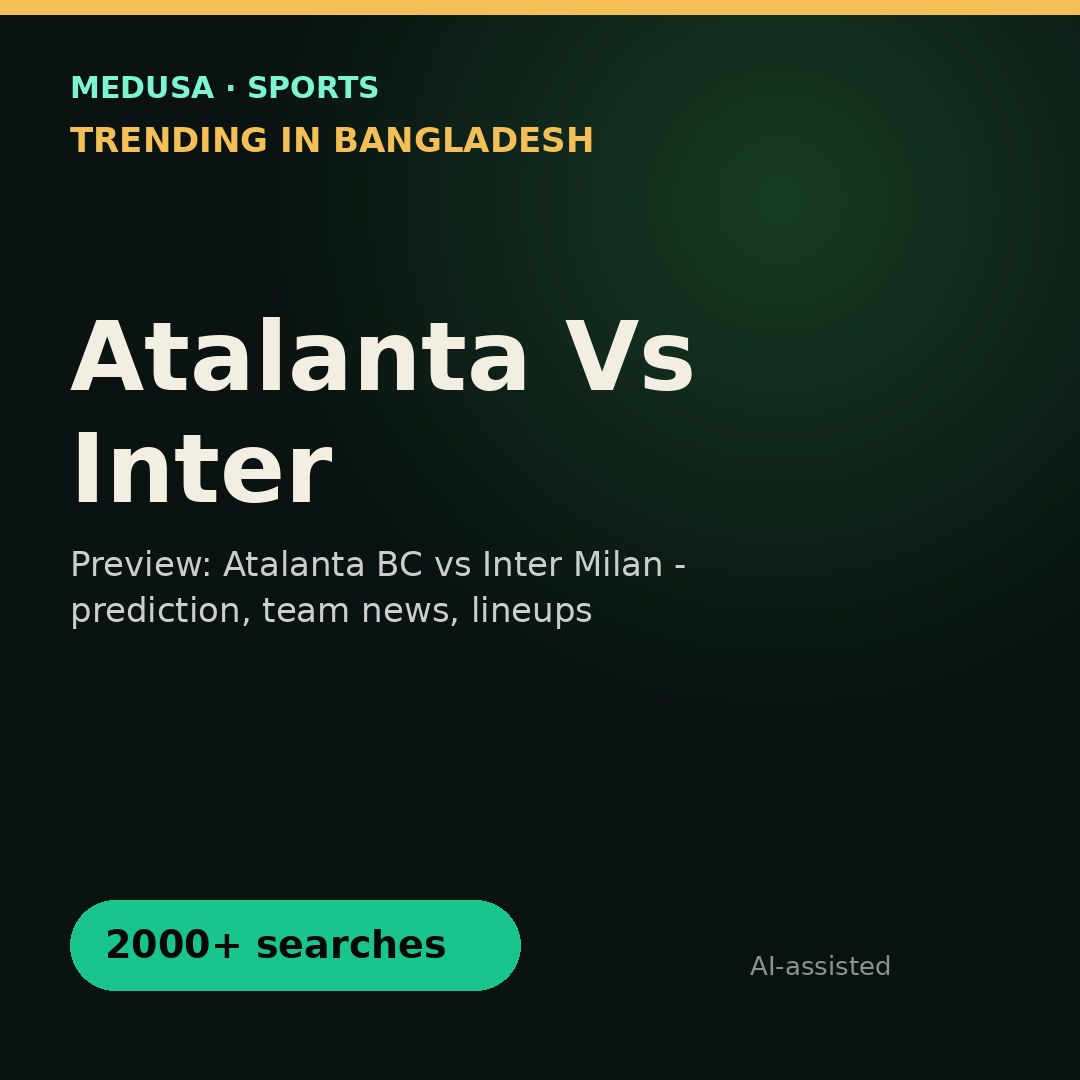 MEDUSA · SPORTS
TRENDING IN BANGLADESH
Atalanta Vs
Inter
Preview: Atalanta BC vs Inter Milan -
prediction, team news, lineups
2000+ searches
AI-assisted